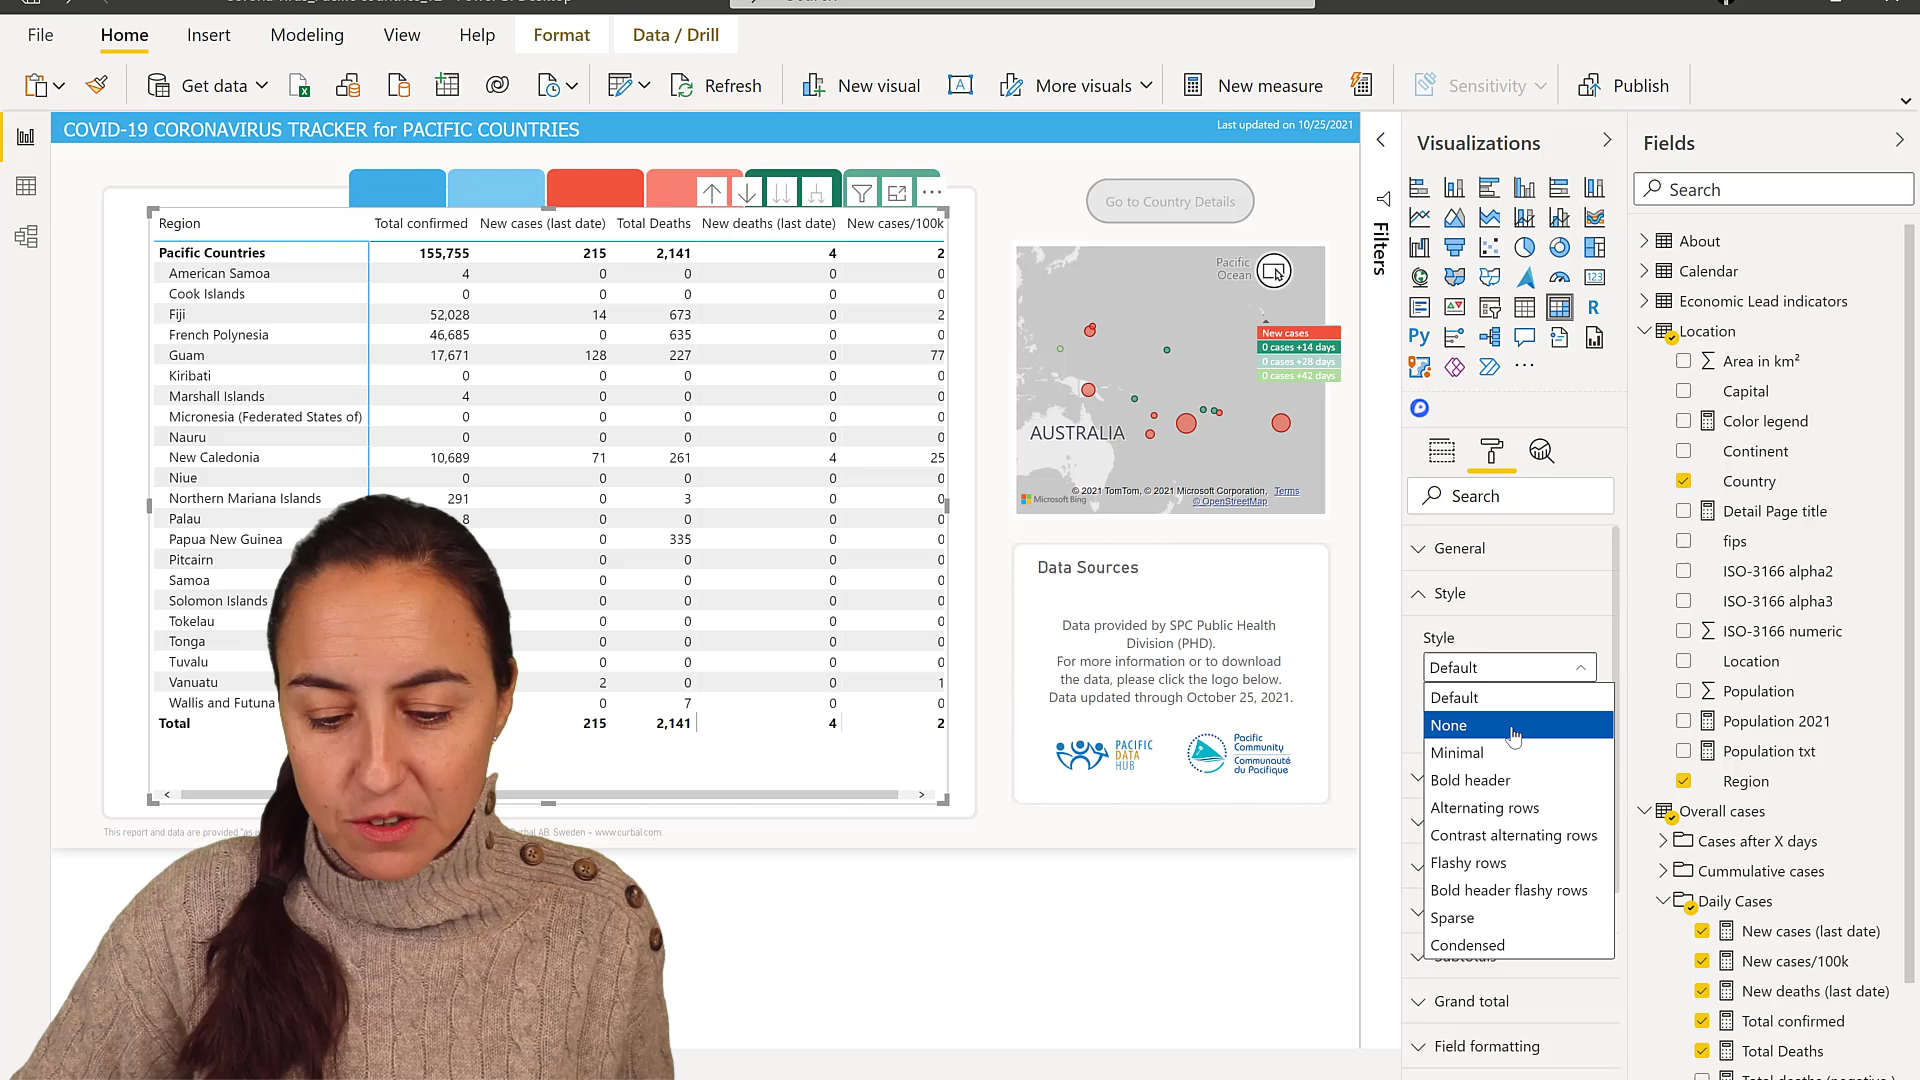 File
Home
Insert
Modeling
View
Help
Format
Data / Drill
Get data
Refresh
New visual
More visuals
New measure
Sensitivity
Publish
COVID-19 CORONAVIRUS TRACKER for PACIFIC COUNTRIES
Last updated on 10/25/2021
Region Total confirmed New cases (last date) Total Deaths New deaths (last date) New cases/100k
Pacific Countries 155,755 215 2,141 4 2
American Samoa 4 0 0 0 0
Cook Islands 0 0 0 0 0
Fiji 52,028 14 673 0 2
French Polynesia 46,685 0 635 0 0
Guam 17,671 128 227 0 77
Kiribati 0 0 0 0 0
Marshall Islands 4 0 0 0 0
Micronesia (Federated States of) 0 0 0 0 0
Nauru 0 0 0 0 0
New Caledonia 10,689 71 261 4 25
Niue 0 0 0 0 0
Northern Mariana Islands 291 0 3 0 0
Palau 8 0 0 0 0
Papua New Guinea 0 335 0 0
Pitcairn 0 0 0 0
Samoa 0 0 0 0
Solomon Islands 0 0 0 0
Tokelau 0 0 0 0
Tonga 0 0 0 0
Tuvalu 0 0 0 0
Vanuatu 2 0 0 1
Wallis and Futuna 0 7 0 0
Total 215 2,141 4 2
This report and data are provided "as i
Curbal AB. Sweden – www.curbal.com.
Go to Country Details
Pacific
Ocean
New cases
0 cases +14 days
0 cases +28 days
0 cases +42 days
AUSTRALIA
Microsoft Bing
© 2021 TomTom, © 2021 Microsoft Corporation, Terms
© OpenStreetMap
Data Sources
Data provided by SPC Public Health
Division (PHD).
For more information or to download
the data, please click the logo below.
Data updated through October 25, 2021.
PACIFIC
DATA
HUB
Pacific
Community
Communauté
du Pacifique
Filters
Visualizations
123
R
Py
Search
General
Style
Style
Default
Default
None
Minimal
Bold header
Alternating rows
Contrast alternating rows
Flashy rows
Bold header flashy rows
Sparse
Condensed
Grand total
Field formatting
Fields
Search
About
Calendar
Economic Lead indicators
Location
Area in km²
Capital
Color legend
Continent
Country
Detail Page title
fips
ISO-3166 alpha2
ISO-3166 alpha3
ISO-3166 numeric
Location
Population
Population 2021
Population txt
Region
Overall cases
Cases after X days
Cummulative cases
Daily Cases
New cases (last date)
New cases/100k
New deaths (last date)
Total confirmed
Total Deaths